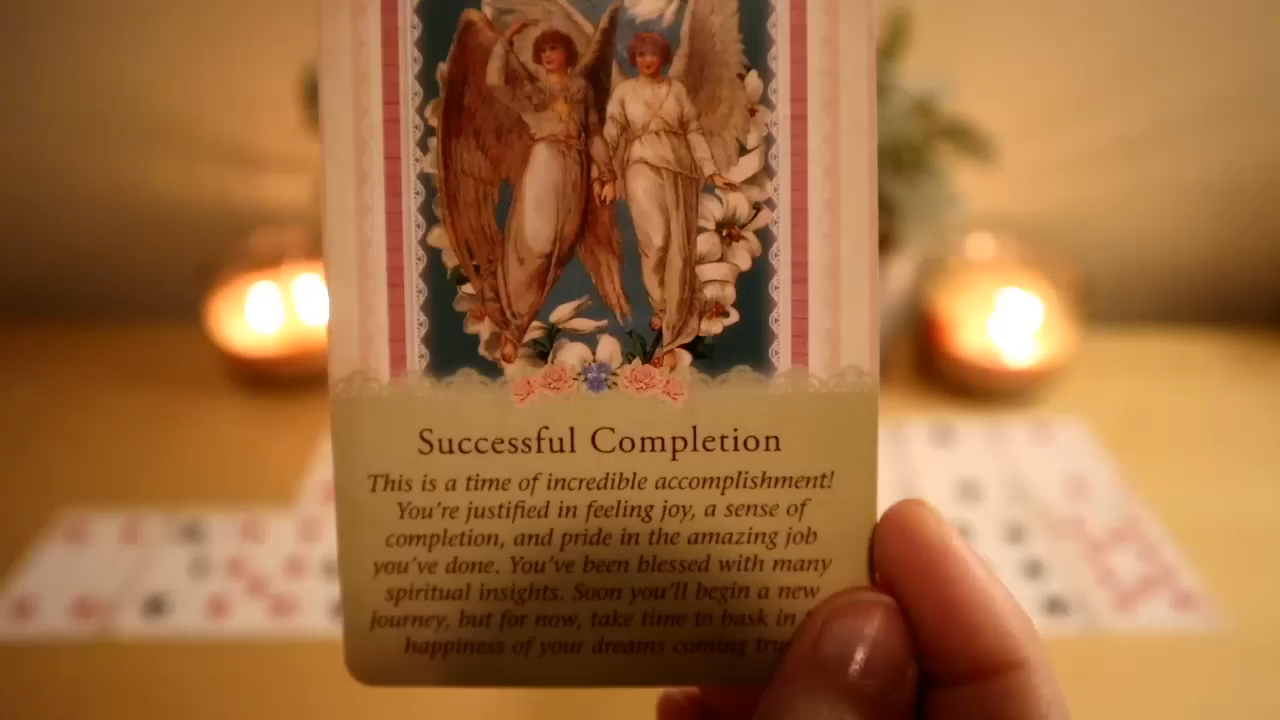 Successful Completion
This is a time of incredible accomplishment!
You're justified in feeling joy, a sense of
completion, and pride in the amazing job
you've done. You've been blessed with many
spiritual insights. Soon you'll begin a new
journey, but for now, take time to bask in
happiness of your dreams coming